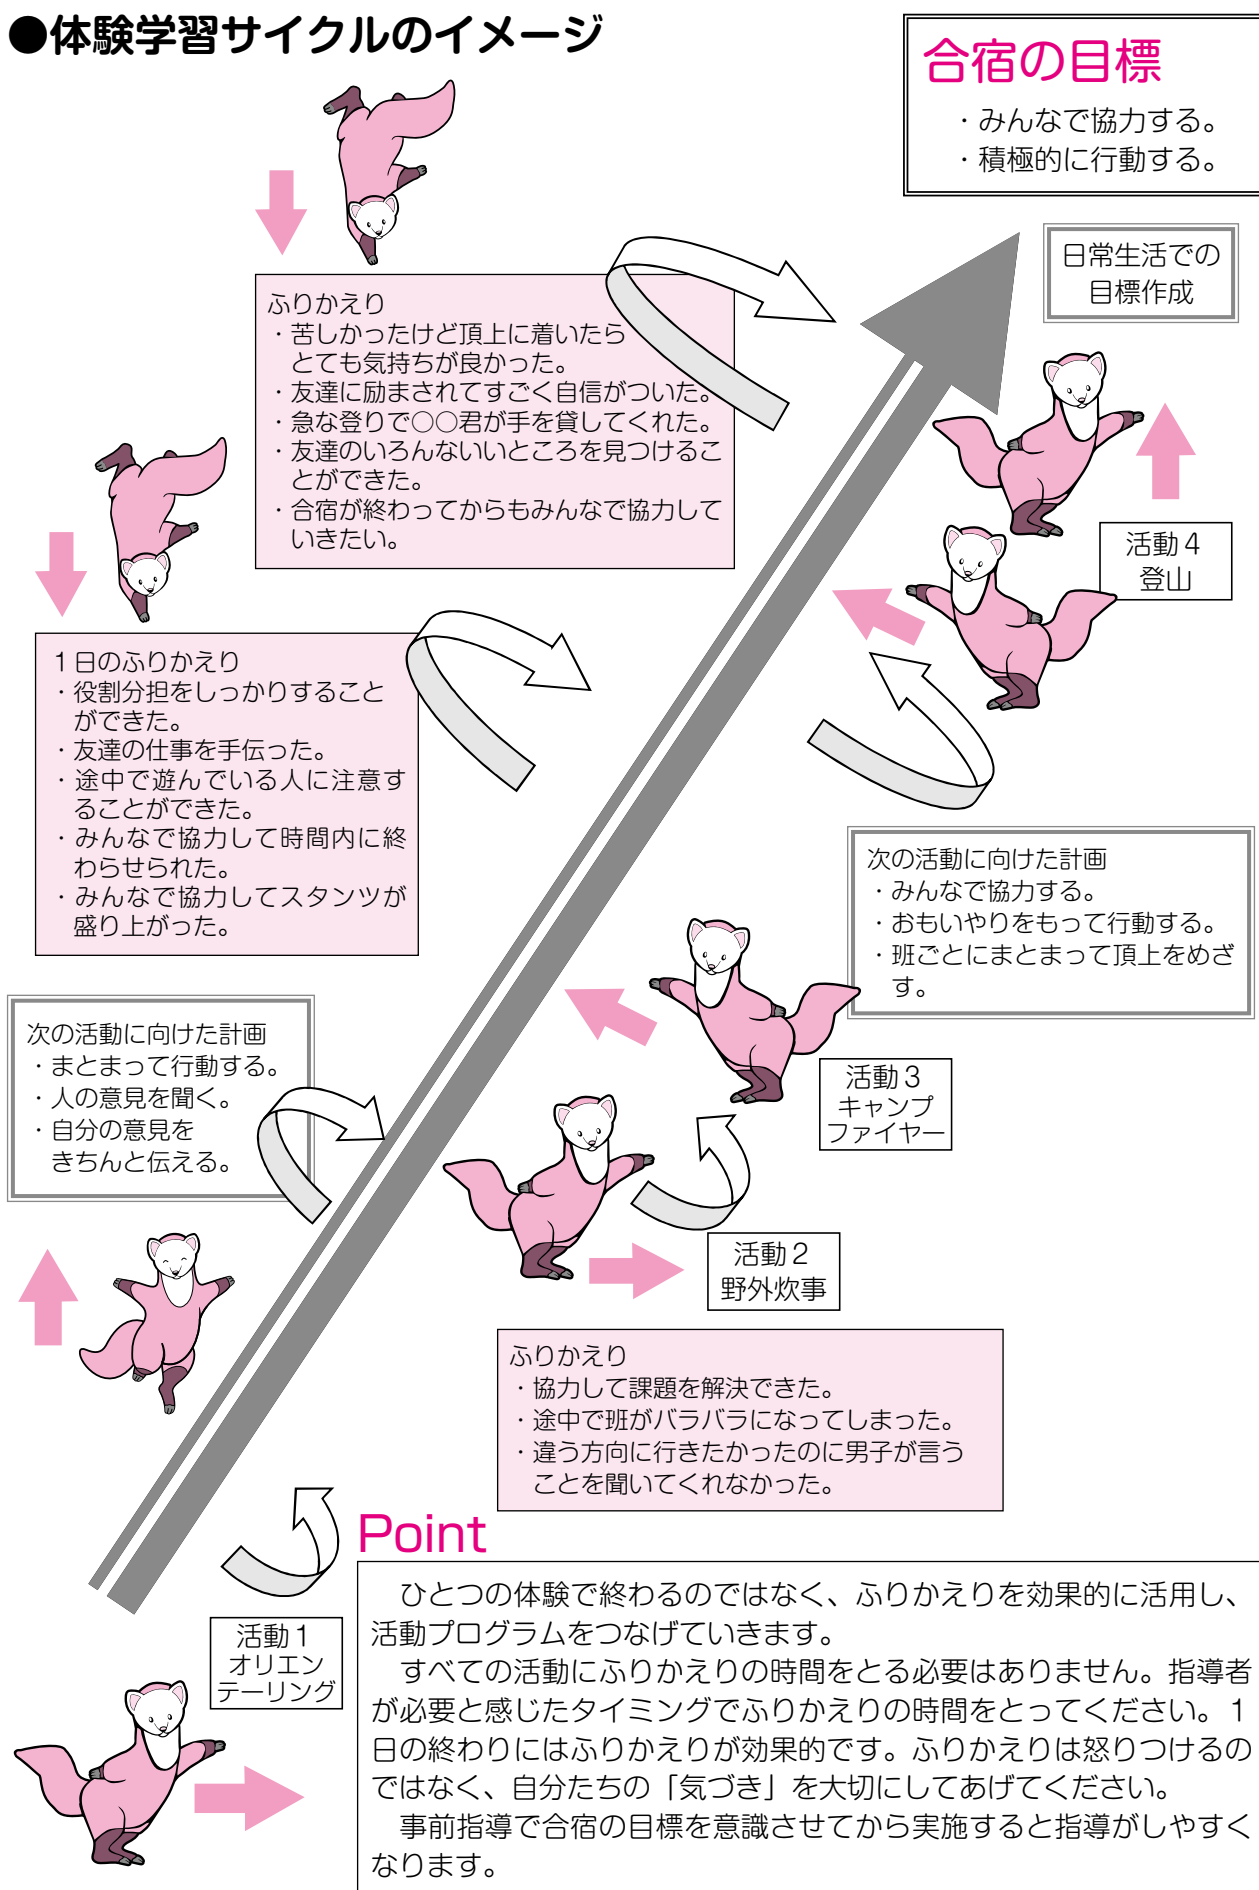 ●体験学習サイクルのイメージ
合宿の目標
・みんなで協力する。
・積極的に行動する。
日常生活での
目標作成
ふりかえり
・苦しかったけど頂上に着いたら
とても気持ちが良かった。
・友達に励まされてすごく自信がついた。
・急な登りで○○君が手を貸してくれた。
・友達のいろんないいところを見つけるこ
とができた。
・合宿が終わってからもみんなで協力して
いきたい。
活動４
登山
１日のふりかえり
・役割分担をしっかりすること
ができた。
・友達の仕事を手伝った。
・途中で遊んでいる人に注意す
ることができた。
・みんなで協力して時間内に終
わらせられた。
・みんなで協力してスタンツが
盛り上がった。
次の活動に向けた計画
・みんなで協力する。
・おもいやりをもって行動する。
・班ごとにまとまって頂上をめざ
す。
次の活動に向けた計画
・まとまって行動する。
・人の意見を聞く。
・自分の意見を
きちんと伝える。
活動３
キャンプ
ファイヤー
活動２
野外炊事
ふりかえり
・協力して課題を解決できた。
・途中で班がバラバラになってしまった。
・違う方向に行きたかったのに男子が言う
ことを聞いてくれなかった。
活動１
オリエン
テーリング
Point
ひとつの体験で終わるのではなく、ふりかえりを効果的に活用し、
活動プログラムをつなげていきます。
すべての活動にふりかえりの時間をとる必要はありません。指導者
が必要と感じたタイミングでふりかえりの時間をとってください。１
日の終わりにはふりかえりが効果的です。ふりかえりは怒りつけるの
ではなく、自分たちの「気づき」を大切にしてあげてください。
事前指導で合宿の目標を意識させてから実施すると指導がしやすく
なります。